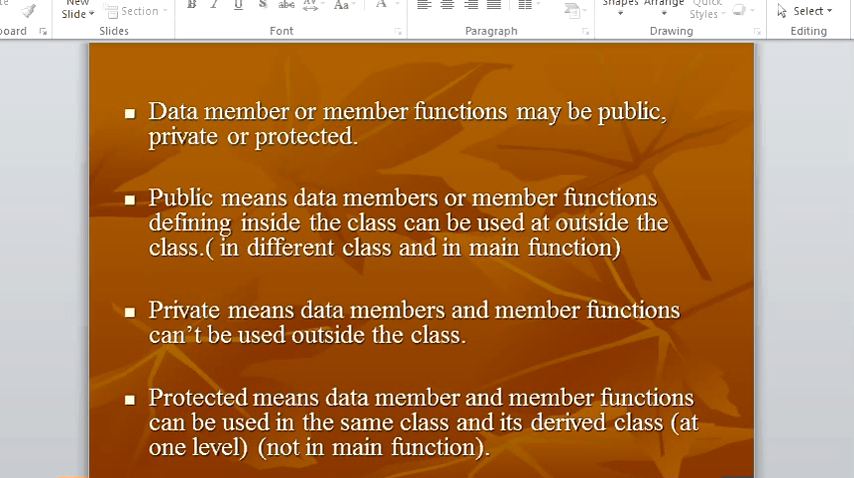 New
Slide
Section
B I U S abc AV Aa A
Shapes Arrange Quick
Styles
Select
Slides
Font
Paragraph
Drawing
Editing
Data member or member functions may be public,
private or protected.
Public means data members or member functions
defining inside the class can be used at outside the
class.( in different class and in main function)
Private means data members and member functions
can’t be used outside the class.
Protected means data member and member functions
can be used in the same class and its derived class (at
one level) (not in main function).